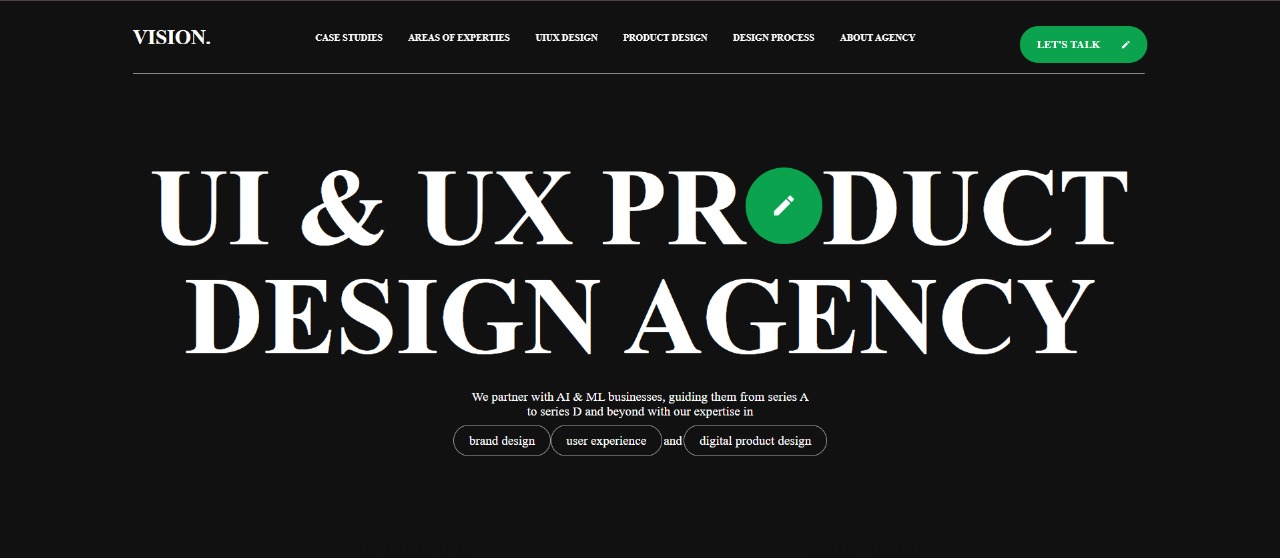 VISION.
CASE STUDIES
AREAS OF EXPERTIES
UIUX DESIGN
PRODUCT DESIGN
DESIGN PROCESS
ABOUT AGENCY
LET'S TALK
UI & UX PRODUCT
DESIGN AGENCY
We partner with AI & ML businesses, guiding them from series A
to series D and beyond with our expertise in
brand design user experience and digital product design